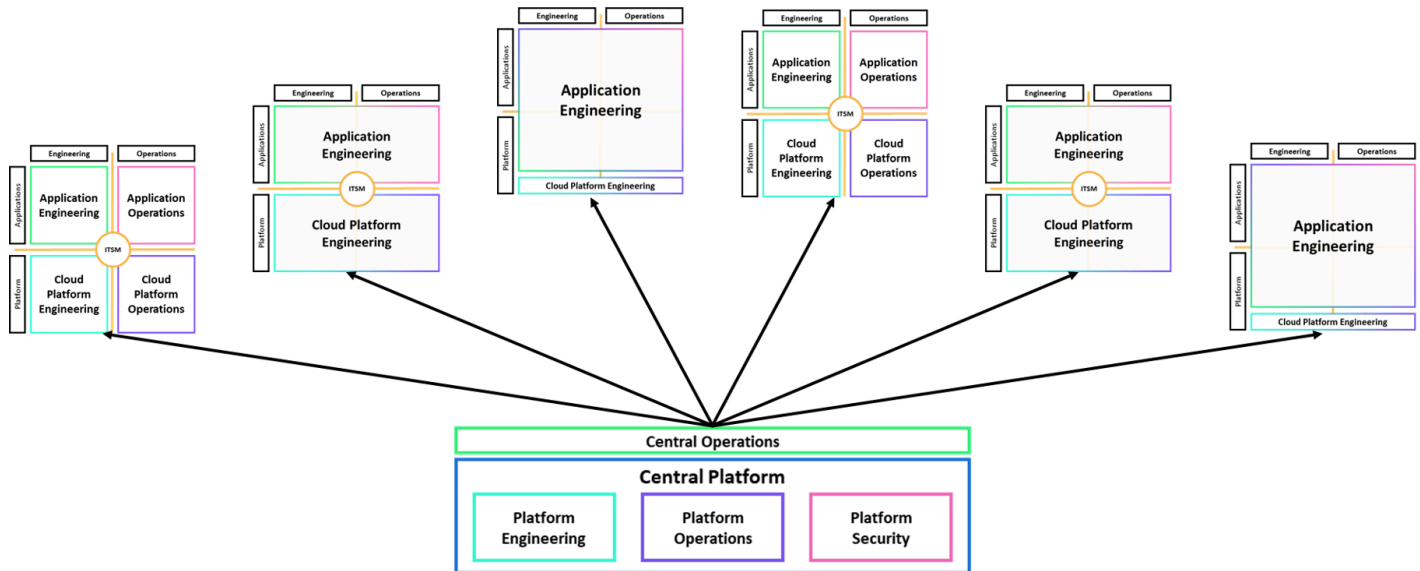 Engineering
Operations
Applications
Platform
Application
Engineering
Application
Operations
ITSM
Cloud
Platform
Engineering
Cloud
Platform
Operations
Engineering
Operations
Applications
Platform
Application
Engineering
ITSM
Cloud Platform
Engineering
Engineering
Operations
Applications
Platform
Application
Engineering
Cloud Platform Engineering
Engineering
Operations
Applications
Platform
Application
Engineering
Application
Operations
ITSM
Cloud
Platform
Engineering
Cloud
Platform
Operations
Engineering
Operations
Applications
Platform
Application
Engineering
ITSM
Cloud Platform
Engineering
Engineering
Operations
Applications
Platform
Application
Engineering
Cloud Platform Engineering
Central Operations
Central Platform
Platform
Engineering
Platform
Operations
Platform
Security